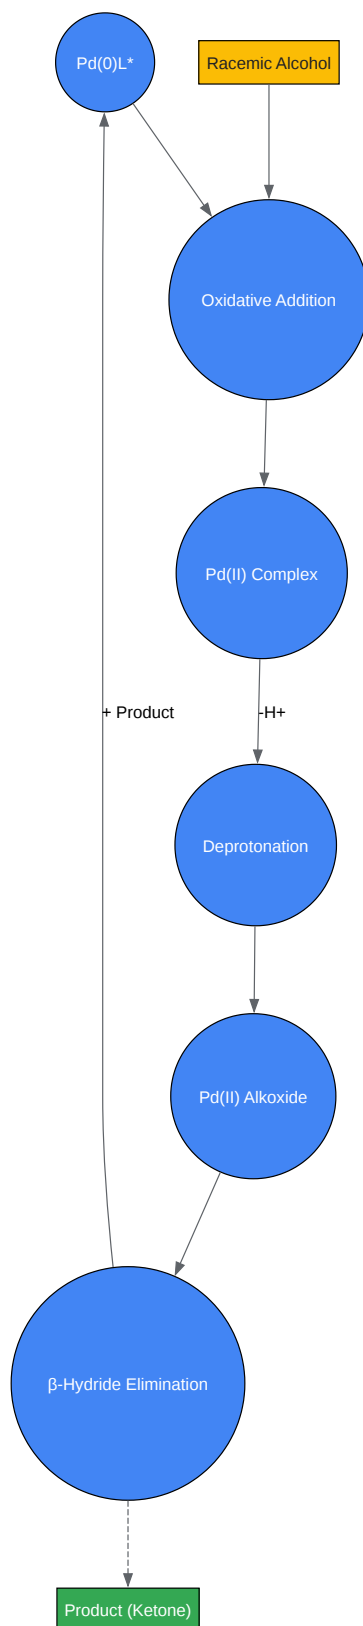 Pd(0)L*
Racemic Alcohol
Oxidative Addition
Pd(II) Complex
+ Product
-H+
Deprotonation
Pd(II) Alkoxide
β-Hydride Elimination
Product (Ketone)